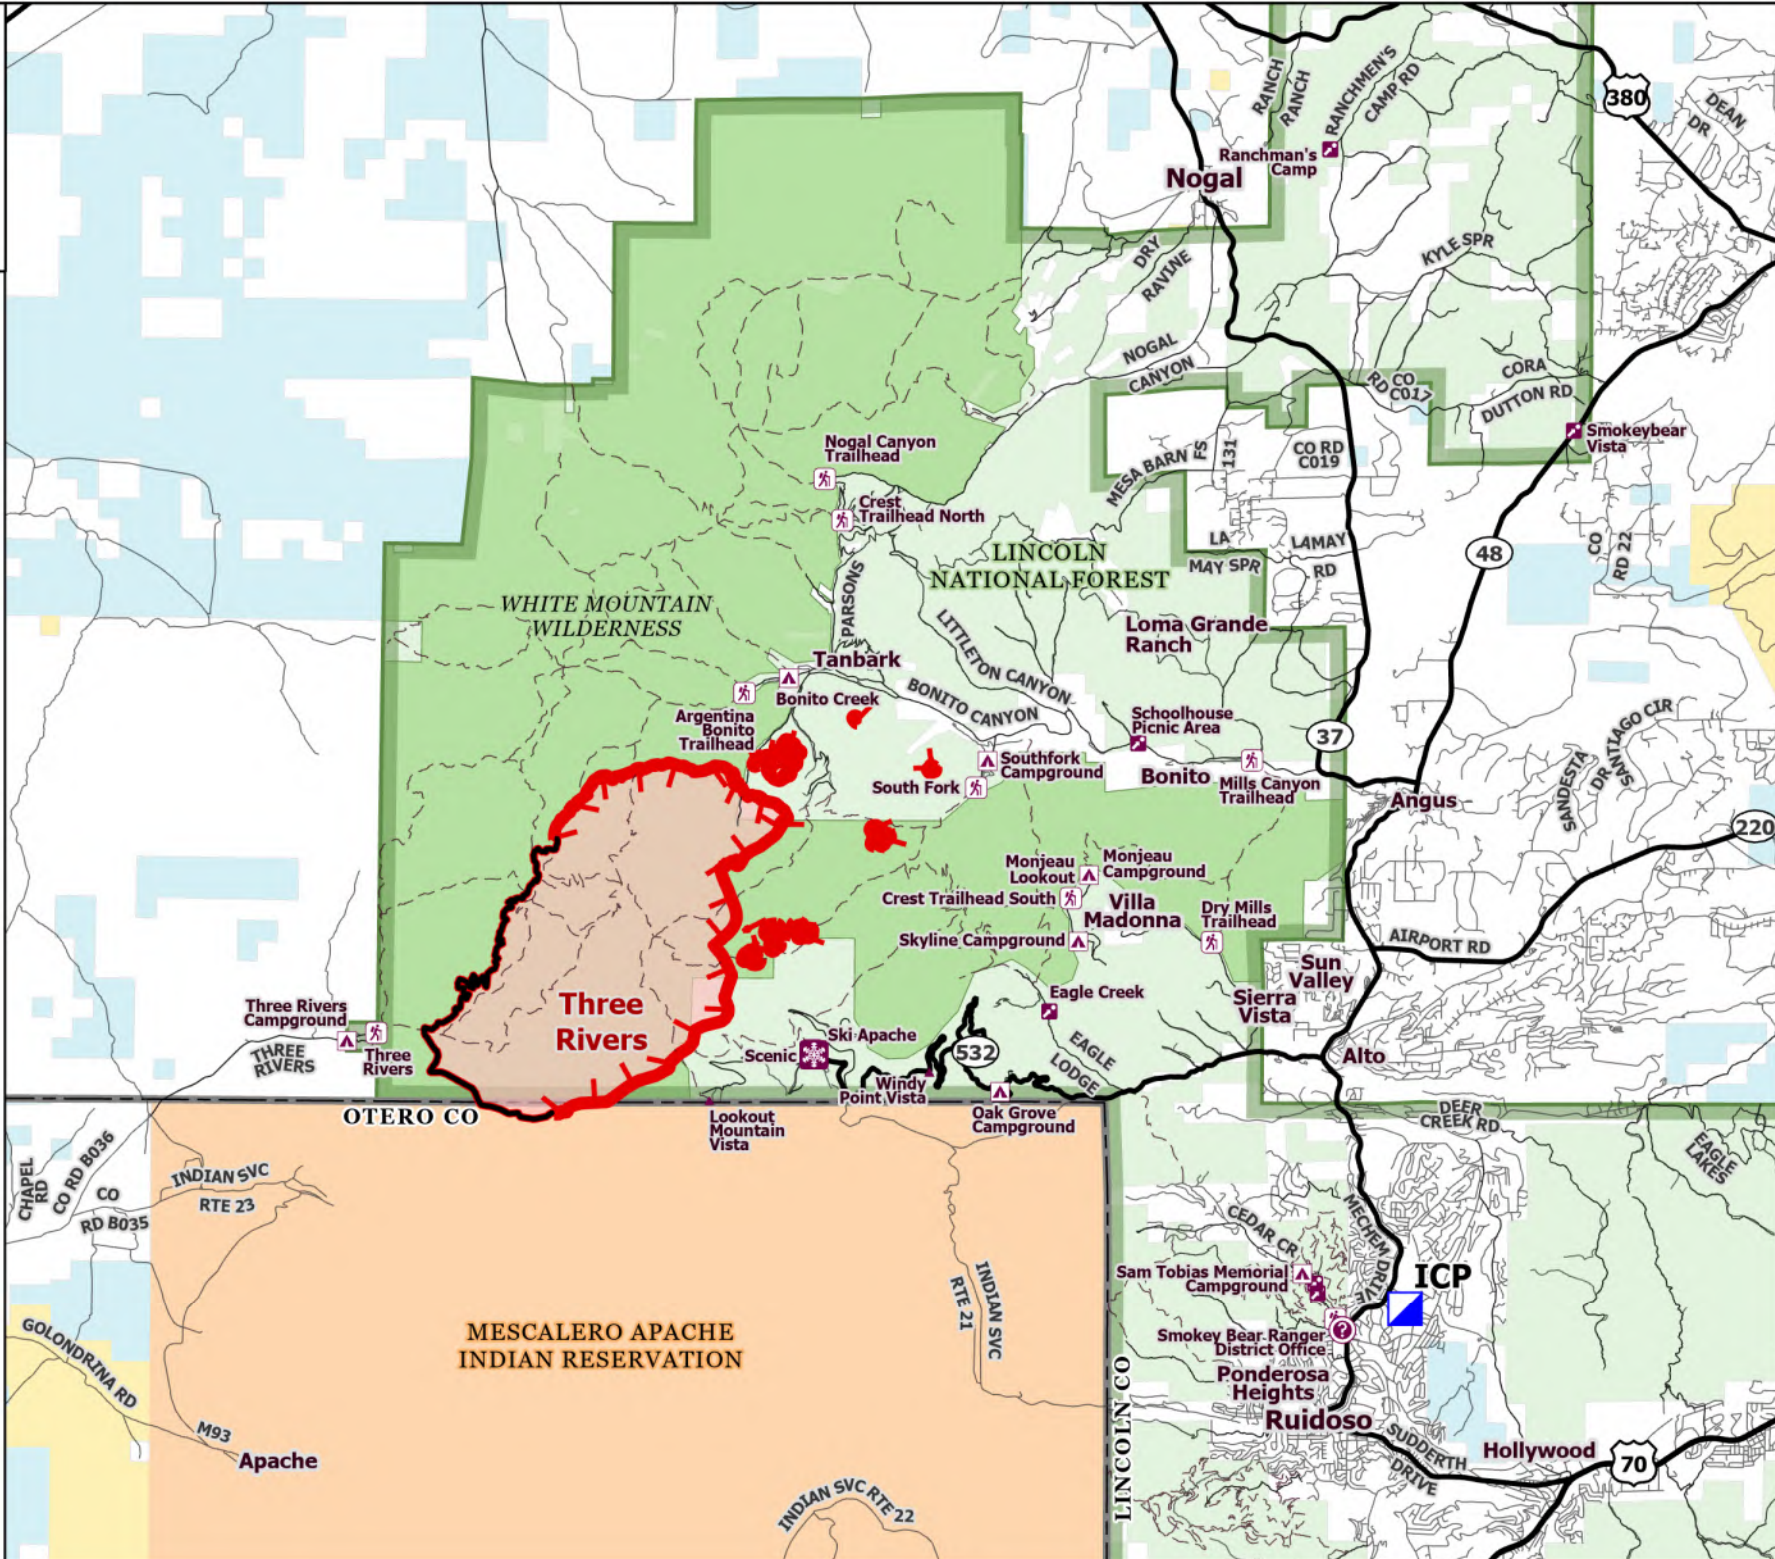 380
DEAN
DR
RANCH
RANCH
RANCHMEN'S
CAMP RD
Ranchman's
Camp
Nogal
DRY
RAVINE
KYLE SPR
NOGAL
CANYON
CORA
DUTTON RD
CO
RD C017
Smokeybear
Vista
Nogal Canyon
Trailhead
MESA BARN
FS
131
CO RD
C019
Crest
Trailhead North
48
CO
RD 22
LINCOLN
NATIONAL FOREST
LA
MAY SPR
LAMAY
RD
WHITE MOUNTAIN
WILDERNESS
PARSONS
LITTLETON CANYON
Loma Grande
Ranch
Tanbark
Bonito Creek
BONITO CANYON
Argentina
Bonito
Trailhead
Schoolhouse
Picnic Area
37
SANDESTA
DR
SANTIAGO CIR
Southfork
Campground
South Fork
Bonito
Mills Canyon
Trailhead
Angus
220
Monjeau
Lookout
Monjeau
Campground
Crest Trailhead South
Villa
Madonna
Dry Mills
Trailhead
Skyline Campground
AIRPORT RD
Sun
Valley
Three
Rivers
Eagle Creek
Sierra
Vista
Three Rivers
Campground
THREE
RIVERS
Three
Rivers
Ski Apache
Scenic
532
EAGLE
LODGE
Alto
Windy
Point Vista
OTERO CO
Lookout
Mountain
Vista
Oak Grove
Campground
DEER
CREEK RD
EAGLE
LAKES
CHAPEL
RD
CO RD B036
CO
RD B035
INDIAN SVC
RTE 23
MECHEM DRIVE
CEDAR CR
INDIAN SVC
RTE 21
Sam Tobias Memorial
Campground
ICP
?
Smokey Bear Ranger
District Office
MESCALERO APACHE
INDIAN RESERVATION
GOLONDRINA RD
M93
Apache
LINCOLN CO
Ponderosa
Heights
Ruidoso
SUDDERTH
DRIVE
Hollywood
70
INDIAN SVC RTE 22